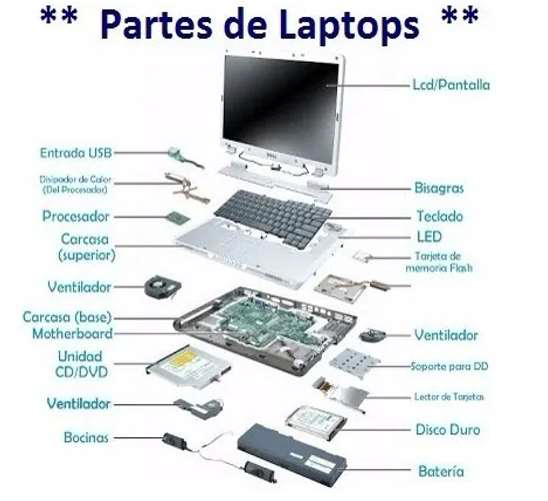 ** Partes de Laptops **
Lcd/Pantalla
Entrada USB
Disipador de Calor
(Del Procesador)
Bisagras
Procesador
Teclado
Carcasa
(superior)
LED
Tarjeta de
memoria Flash
Ventilador
Carcasa (base)
Motherboard
Ventilador
Unidad
CD/DVD
Soporte para DD
Ventilador
Lector de Tarjetas
Bocinas
Disco Duro
Batería